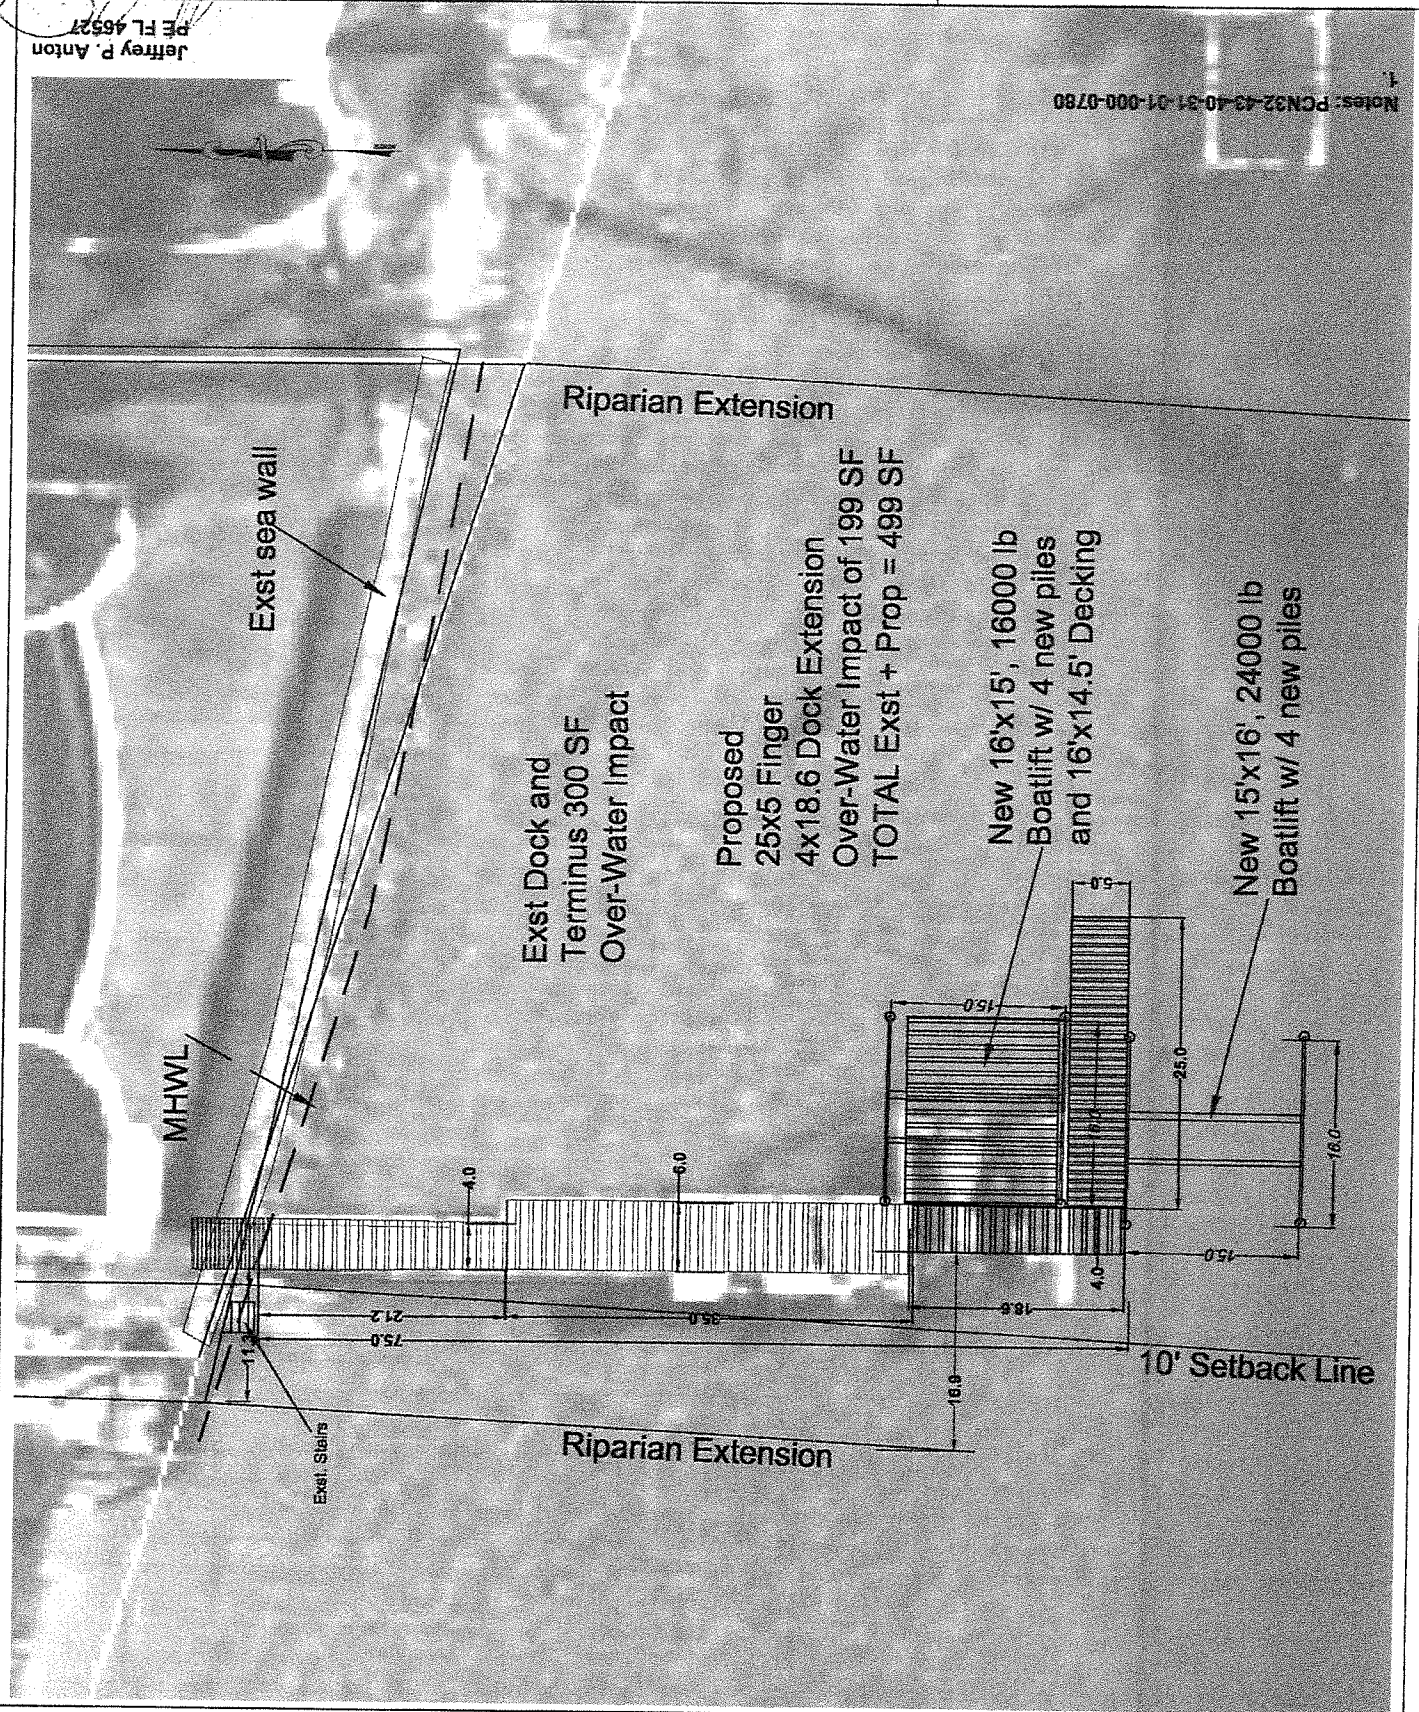 Jeffrey P. Anton
PE FL 46527
Notes: PCN32-43-40-31-01-000-0780
1.
Riparian Extension
Exst sea wall
MHWL
Exst Dock and
Terminus 300 SF
Over-Water Impact
Proposed
25x5 Finger
4x18.6 Dock Extension
Over-Water Impact of 199 SF
TOTAL Exst + Prop = 499 SF
New 16'x15', 16000 lb
Boatlift w/ 4 new piles
and 16'x14.5' Decking
New 15'x16', 24000 lb
Boatlift w/ 4 new piles
5.0
15.0
25.0
16.0
16.0
4.0
6.0
4.0
15.0
21.2
35.0
18.6
75.0
16.9
10' Setback Line
Exst. Stairs
Riparian Extension